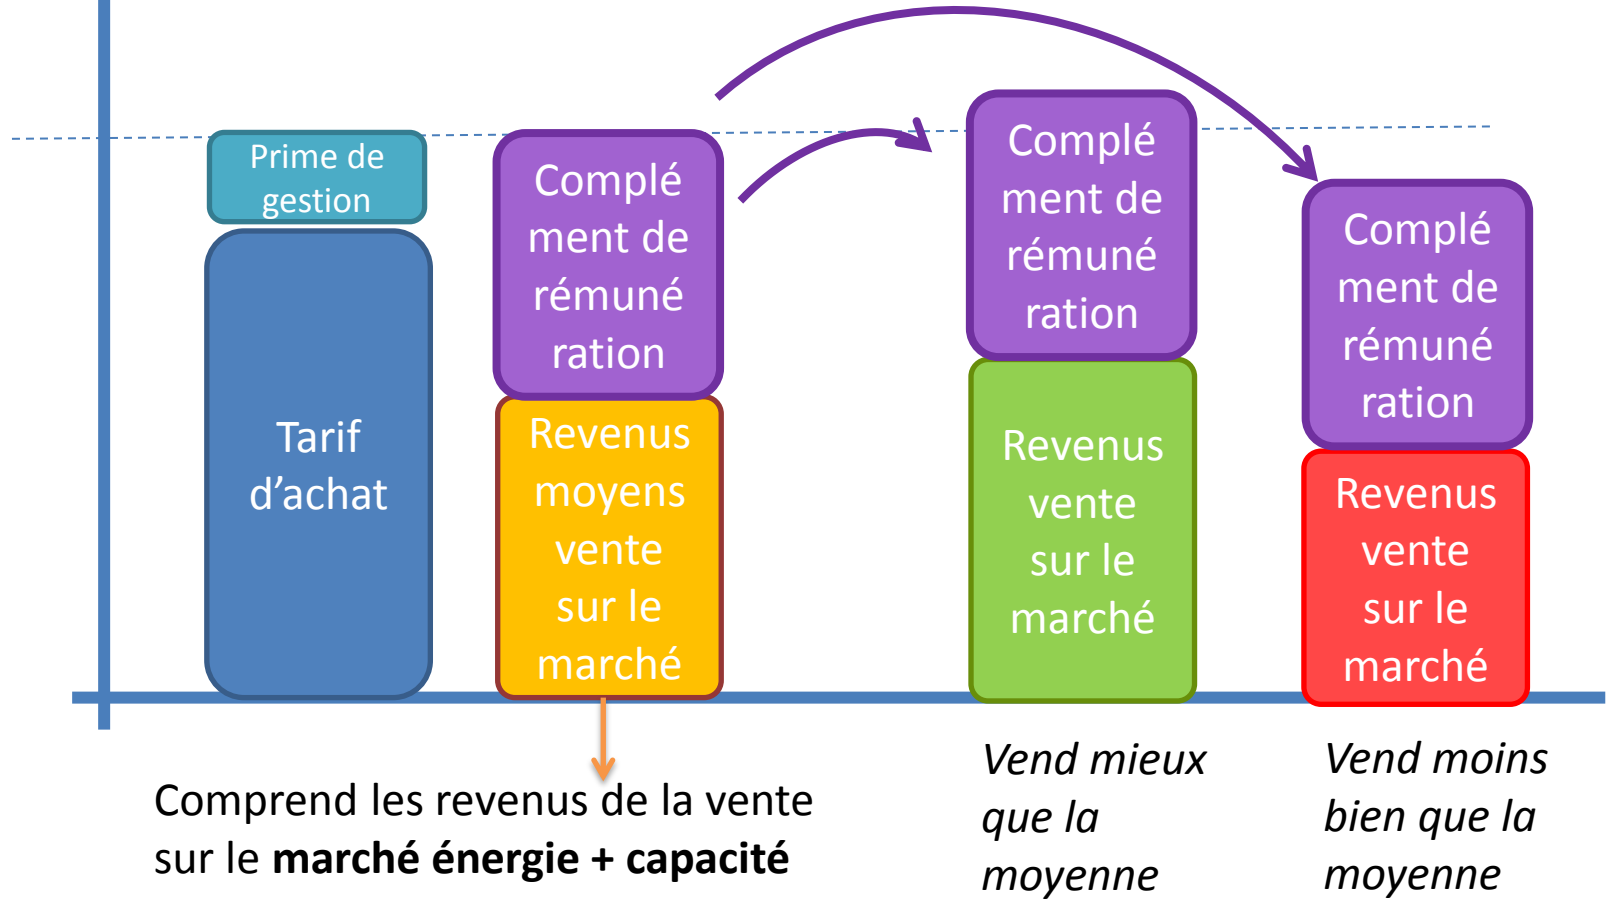 Prime de
gestion
Tarif
d’achat
Complé
ment de
rémuné
ration
Revenus
moyens
vente
sur le
marché
Complé
ment de
rémuné
ration
Revenus
vente
sur le
marché
Complé
ment de
rémuné
ration
Revenus
vente
sur le
marché
Comprend les revenus de la vente
sur le marché énergie + capacité
Vend mieux
que la
moyenne
Vend moins
bien que la
moyenne